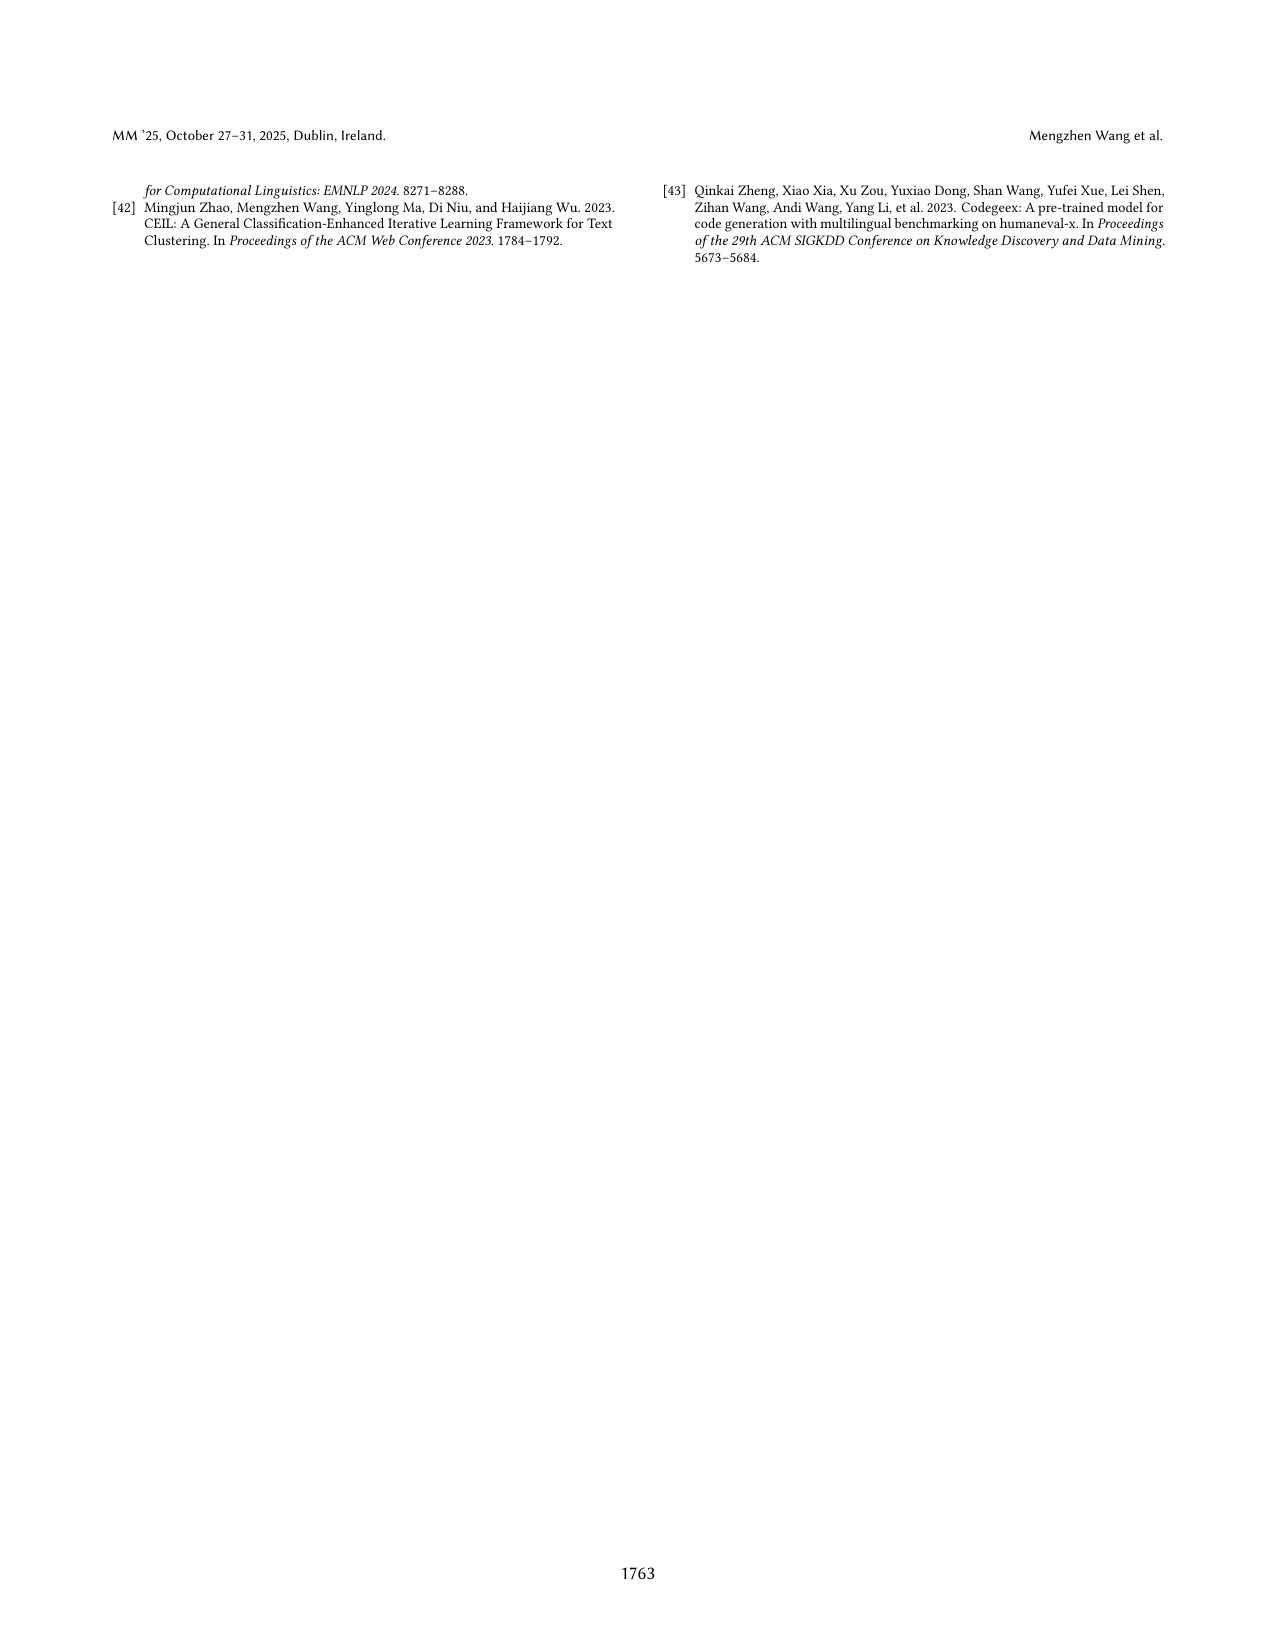 MM '25, October 27–31, 2025, Dublin, Ireland.
Mengzhen Wang et al.
for Computational Linguistics: EMNLP 2024. 8271–8288.
[42] Mingjun Zhao, Mengzhen Wang, Yinglong Ma, Di Niu, and Haijiang Wu. 2023.
CEIL: A General Classification-Enhanced Iterative Learning Framework for Text
Clustering. In Proceedings of the ACM Web Conference 2023. 1784–1792.
[43] Qinkai Zheng, Xiao Xia, Xu Zou, Yuxiao Dong, Shan Wang, Yufei Xue, Lei Shen,
Zihan Wang, Andi Wang, Yang Li, et al. 2023. Codegeex: A pre-trained model for
code generation with multilingual benchmarking on humaneval-x. In Proceedings
of the 29th ACM SIGKDD Conference on Knowledge Discovery and Data Mining.
5673–5684.
1763